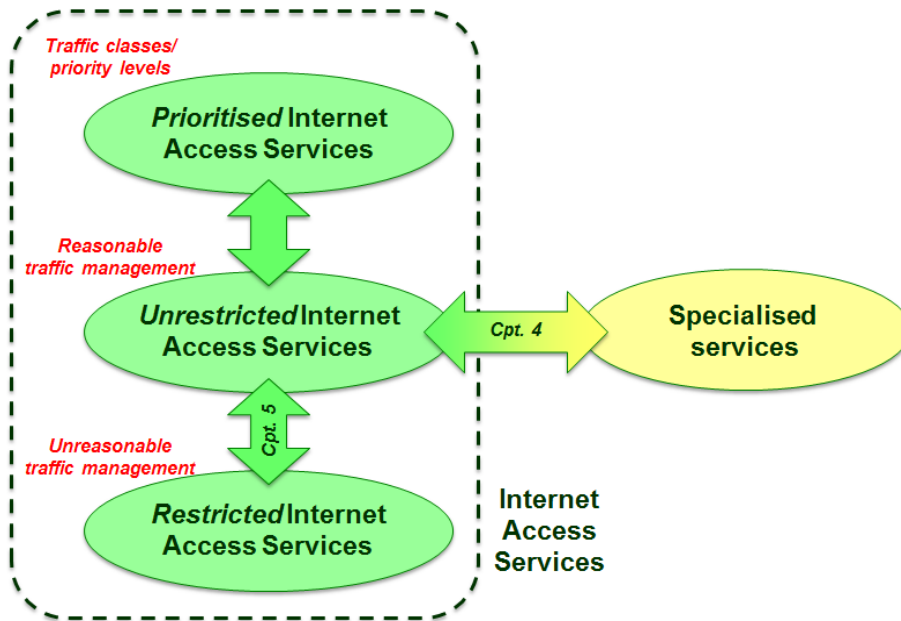 Traffic classes/
priority levels
Prioritised Internet
Access Services
Reasonable
traffic management
Unrestricted Internet
Access Services
Cpt. 4
Specialised
services
Cpt. 5
Unreasonable
traffic management
Restricted Internet
Access Services
Internet
Access
Services